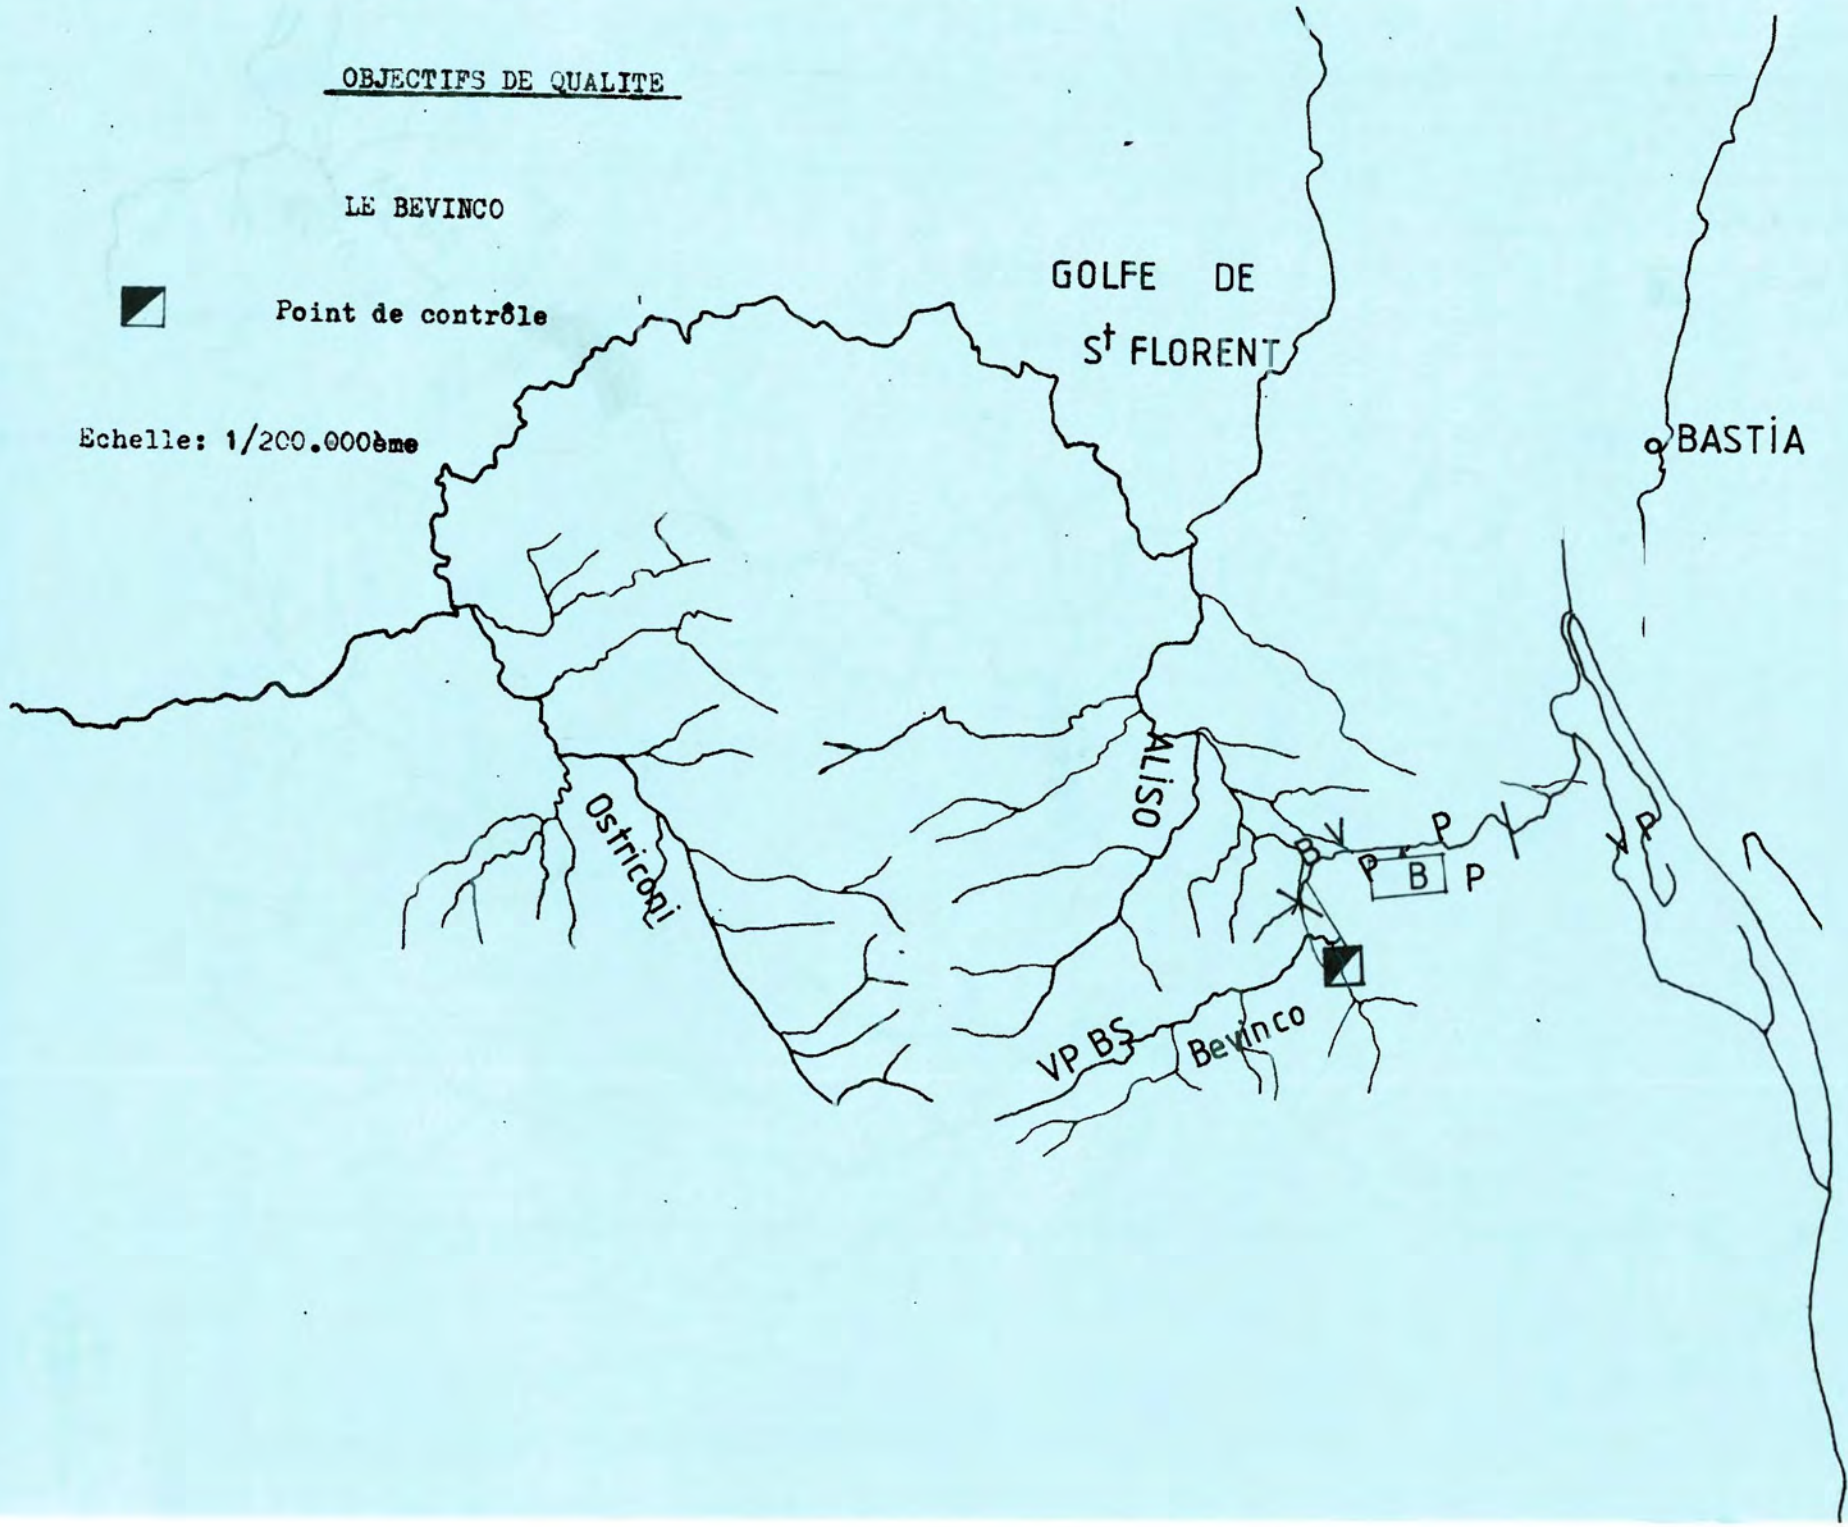 OBJECTIFS DE QUALITE
LE BEVINCO
Point de contrôle
Echelle: 1/200.000ème
GOLFE DE
St FLORENT
BASTiA
ALiSO
Ostriconi
P
P
B
P
B
P
VP BS
Bevinco